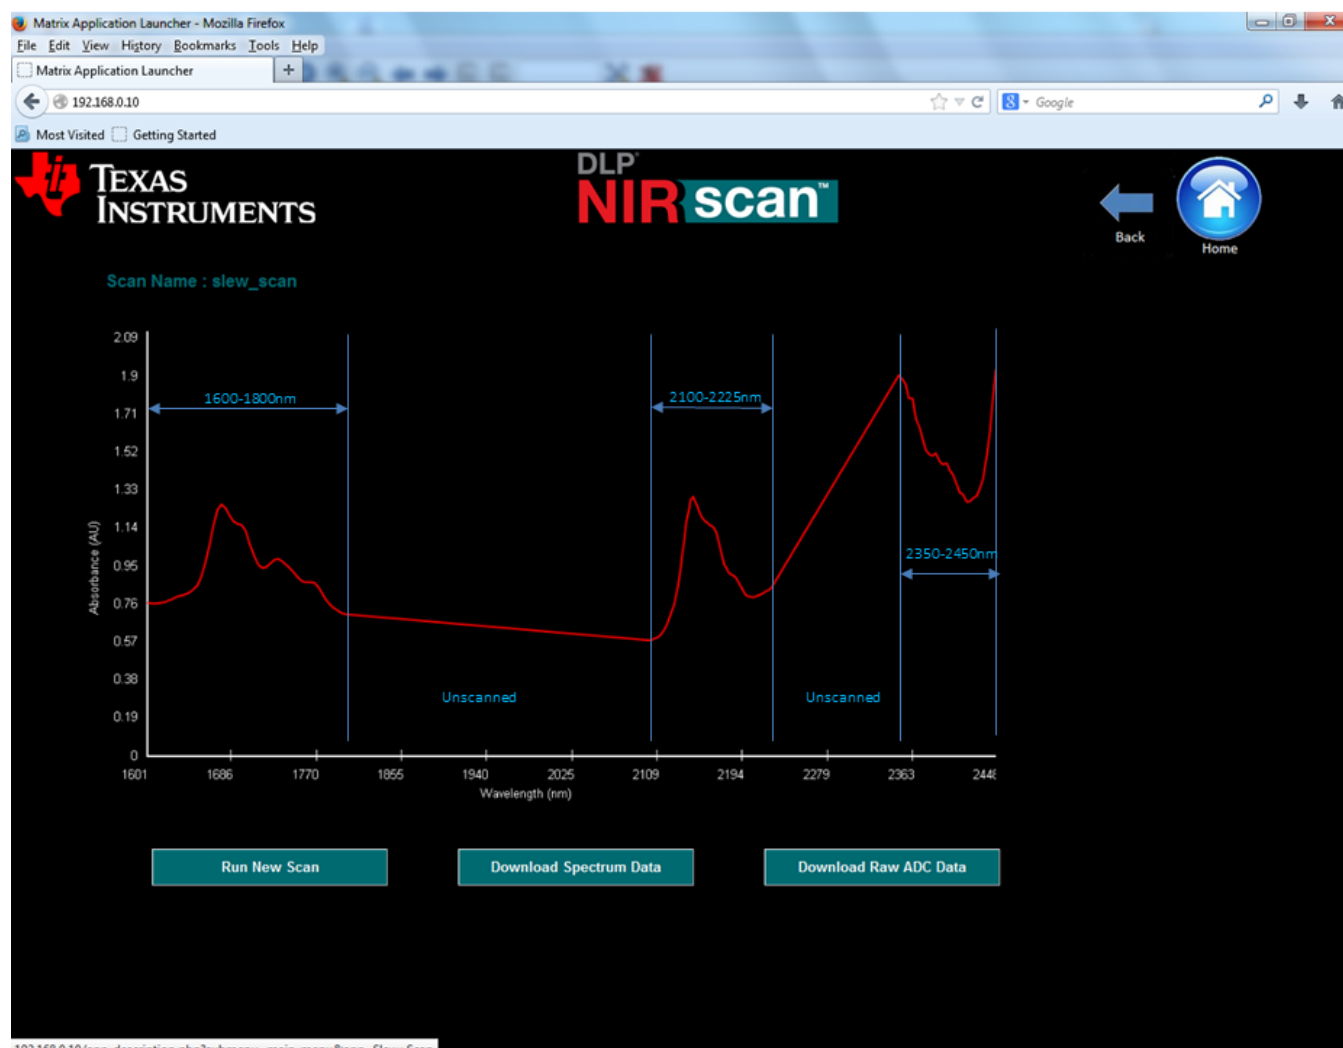 Matrix Application Launcher - Mozilla Firefox
File Edit View History Bookmarks Tools Help
Matrix Application Launcher +
192.168.0.10
8 Google
Most Visited Getting Started
TEXAS INSTRUMENTS
DLP®
NIRscan™
Back
Home
Scan Name : slew_scan
2.09
1.9
1.71
1.52
1.33
1.14
0.95
0.76
0.57
0.38
0.19
0
Absorbance (AU)
1600-1800nm
2100-2225nm
2350-2450nm
Unscanned
Unscanned
1601 1686 1770 1855 1940 2025 2109 2194 2279 2363 2448
Wavelength (nm)
Run New Scan
Download Spectrum Data
Download Raw ADC Data